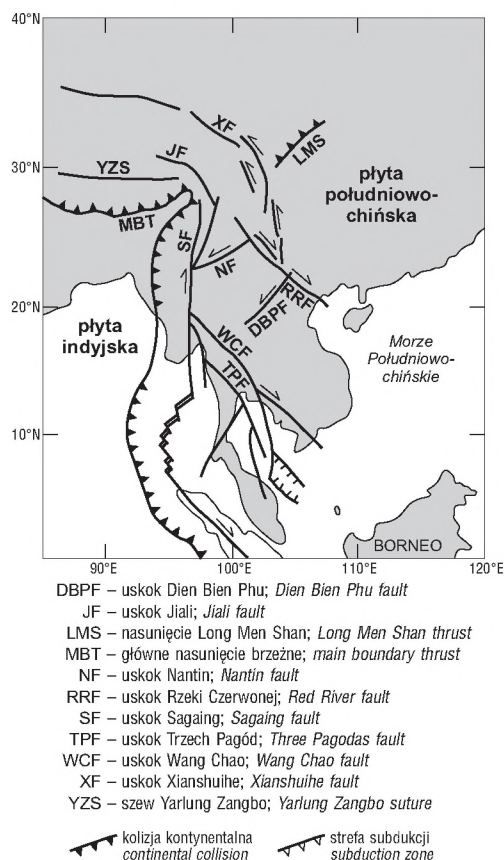 40°N
XF
LMS
JF
30°N
YZS
płyta
południowo-
chińska
MBT
SF
NF
RRF
20°N
DBPF
płyta
indyjska
WCF
Morze
Południowo-
chińskie
TPF
10°N
BORNEO
90°E 100°E 110°E 120°E
DBPF – uskok Dien Bien Phu; Dien Bien Phu fault
JF – uskok Jiali; Jiali fault
LMS – nasunięcie Long Men Shan; Long Men Shan thrust
MBT – główne nasunięcie brzeżne; main boundary thrust
NF – uskok Nantin; Nantin fault
RRF – uskok Rzeki Czerwonej; Red River fault
SF – uskok Sagaing; Sagaing fault
TPF – uskok Trzech Pagód; Three Pagodas fault
WCF – uskok Wang Chao; Wang Chao fault
XF – uskok Xianshuihe; Xianshuihe fault
YZS – szew Yarlung Zangbo; Yarlung Zangbo suture
kolizja kontynentalna strefa subdukcji
continental collision subduction zone